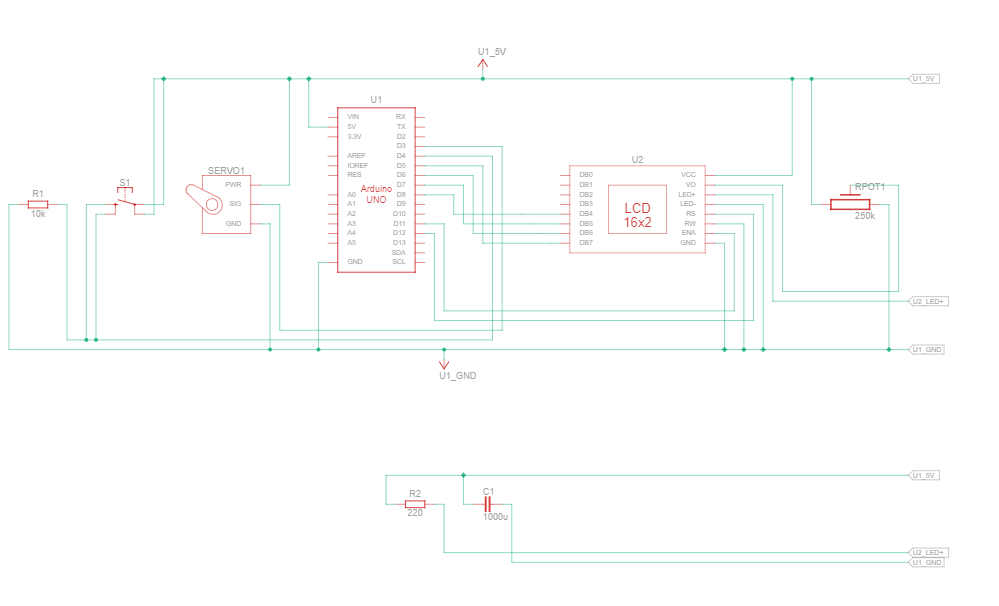 U1_5V
U1_5V
U1
VIN
5V
3.3V
AREF
IOREF
RES
A0
A1
A2
A3
A4
A5
GND
Arduino
UNO
RX
TX
D2
D3
D4
D5
D6
D7
D8
D9
D10
D11
D12
D13
SDA
SCL
R1
10k
S1
SERVO1
PWR
SIG
GND
U2
DB0
DB1
DB2
DB3
DB4
DB5
DB6
DB7
LCD
16x2
VCC
VO
LED+
LED-
RS
RW
ENA
GND
RPOT1
250k
U2_LED+
U1_GND
U1_GND
U1_5V
R2
220
C1
1000u
U2_LED+
U1_GND